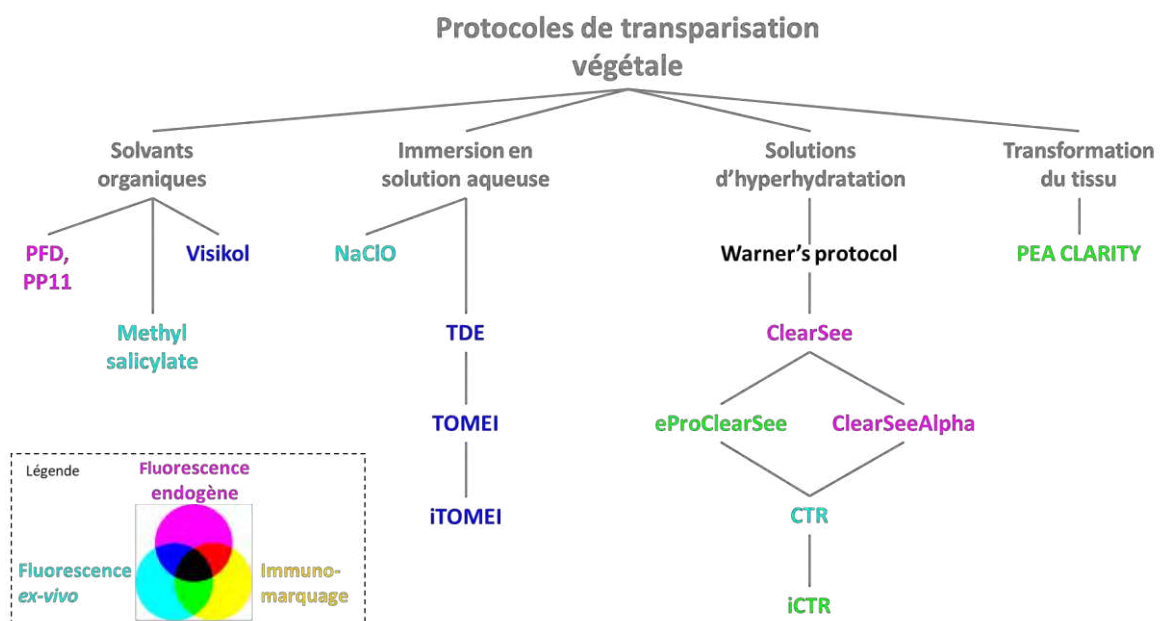 Protocoles de transparisation
végétale
Solvants
organiques
Immersion en
solution aqueuse
Solutions
d'hyperhydratation
Transformation
du tissu
PFD,
PP11
Visikol
NaClO
Warner's protocol
PEA CLARITY
Methyl
salicylate
TDE
ClearSee
TOMEI
eProClearSee
ClearSeeAlpha
iTOMEI
CTR
iCTR
Légende
Fluorescence
endogène
Fluorescence
ex-vivo
Immuno-
marquage